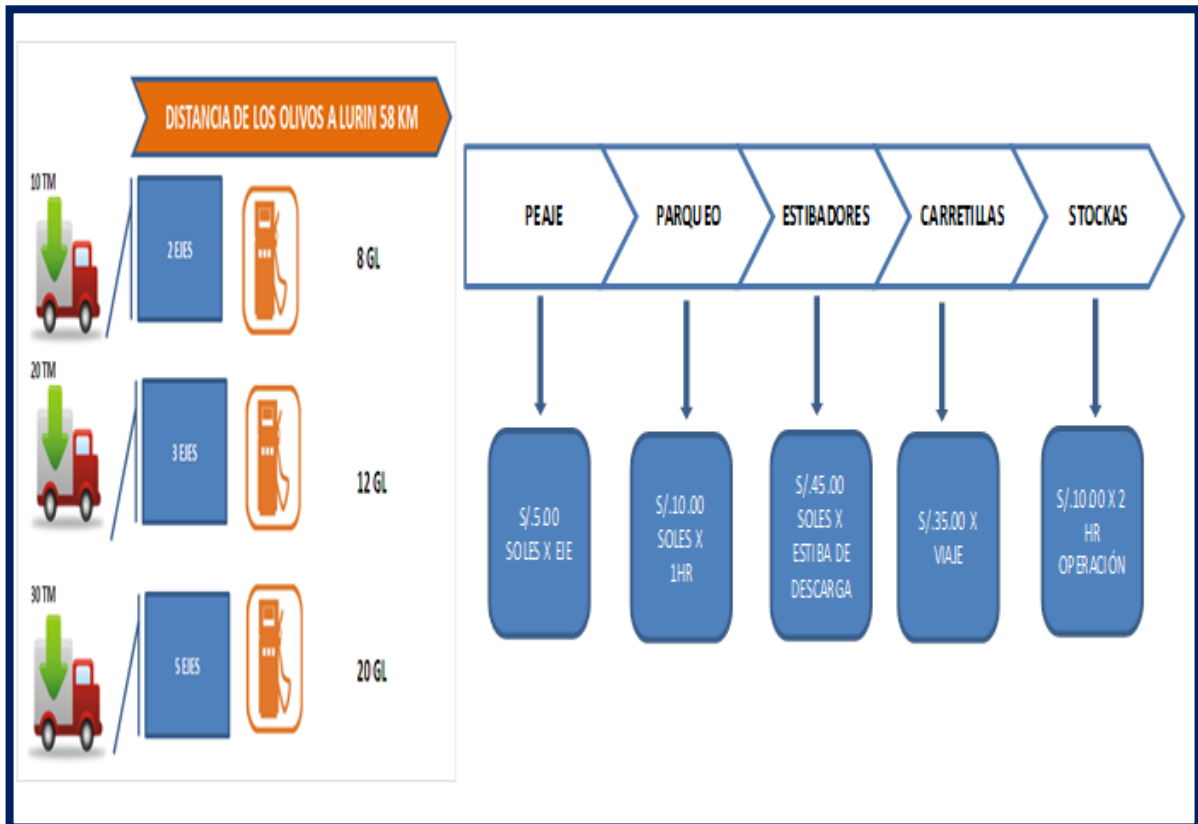 DISTANCIA DE LOS OLIVOS A LURIN 58 KM
10 TM
2 EJES
8 GL
20 TM
3 EJES
12 GL
30 TM
5 EJES
20 GL
PEAJE
PARQUEO
ESTIBADORES
CARRETILLAS
STOCKAS
S/.5.00
SOLES X EJE
S/.10.00
SOLES X
1HR
S/.45.00
SOLES X
ESTIBA DE
DESCARGA
S/.35.00 X
VIAJE
S/.10.00 X 2
HR
OPERACIÓN